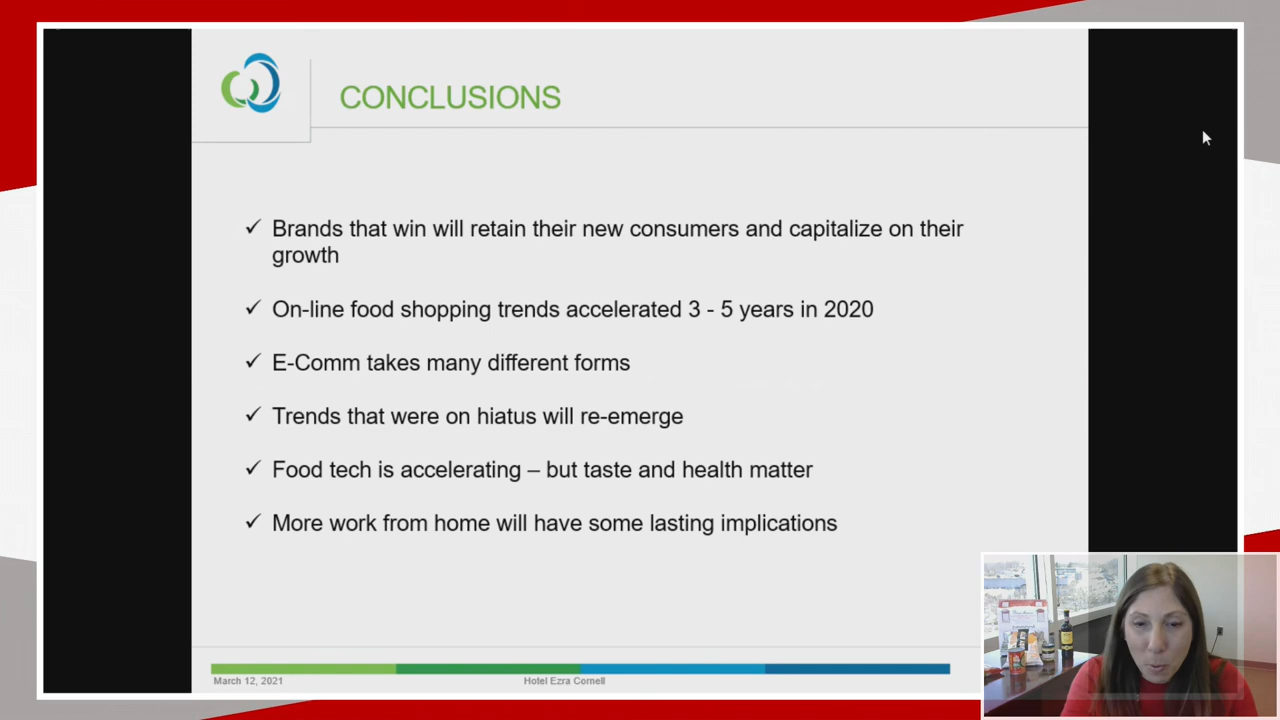 CONCLUSIONS
✓ Brands that win will retain their new consumers and capitalize on their
growth
✓ On-line food shopping trends accelerated 3 - 5 years in 2020
✓ E-Comm takes many different forms
✓ Trends that were on hiatus will re-emerge
✓ Food tech is accelerating – but taste and health matter
✓ More work from home will have some lasting implications
March 12, 2021
Hotel Ezra Cornell